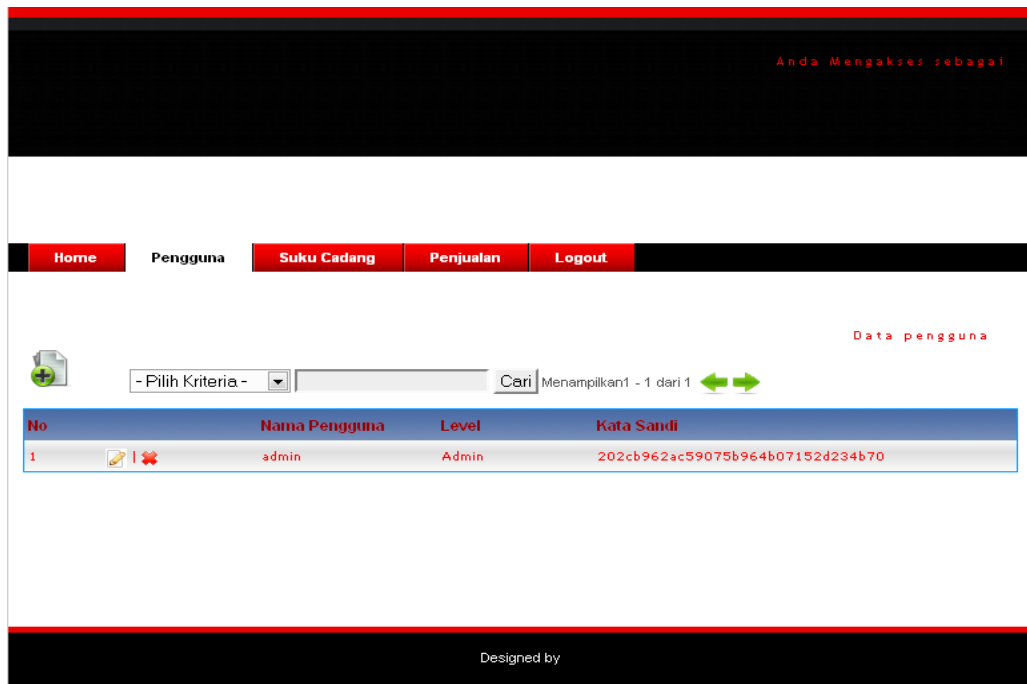 Anda Mengakses sebagai
Home Pengguna Suku Cadang Penjualan Logout
Data pengguna
- Pilih Kriteria - Cari Menampilkan1 - 1 dari 1
No Nama Pengguna Level Kata Sandi
1 | admin Admin 202cb962ac59075b964b07152d234b70
Designed by